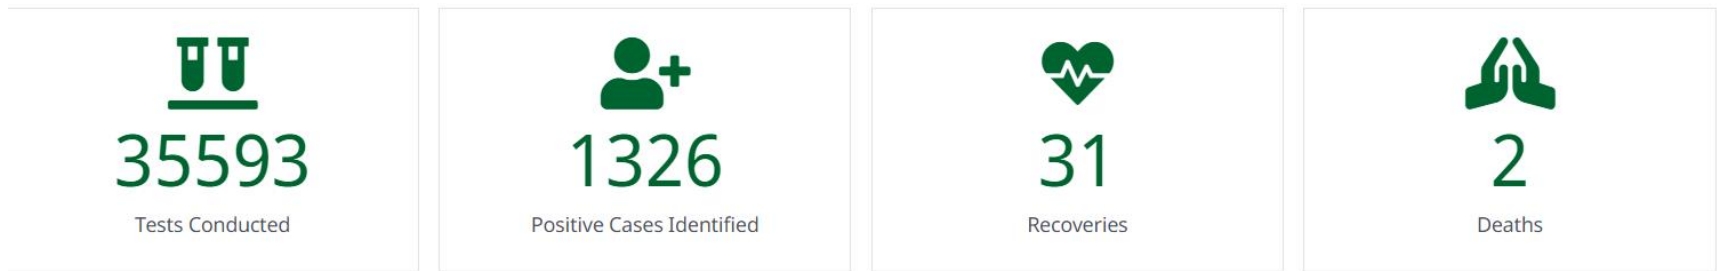 35593
Tests Conducted
1326
Positive Cases Identified
31
Recoveries
2
Deaths